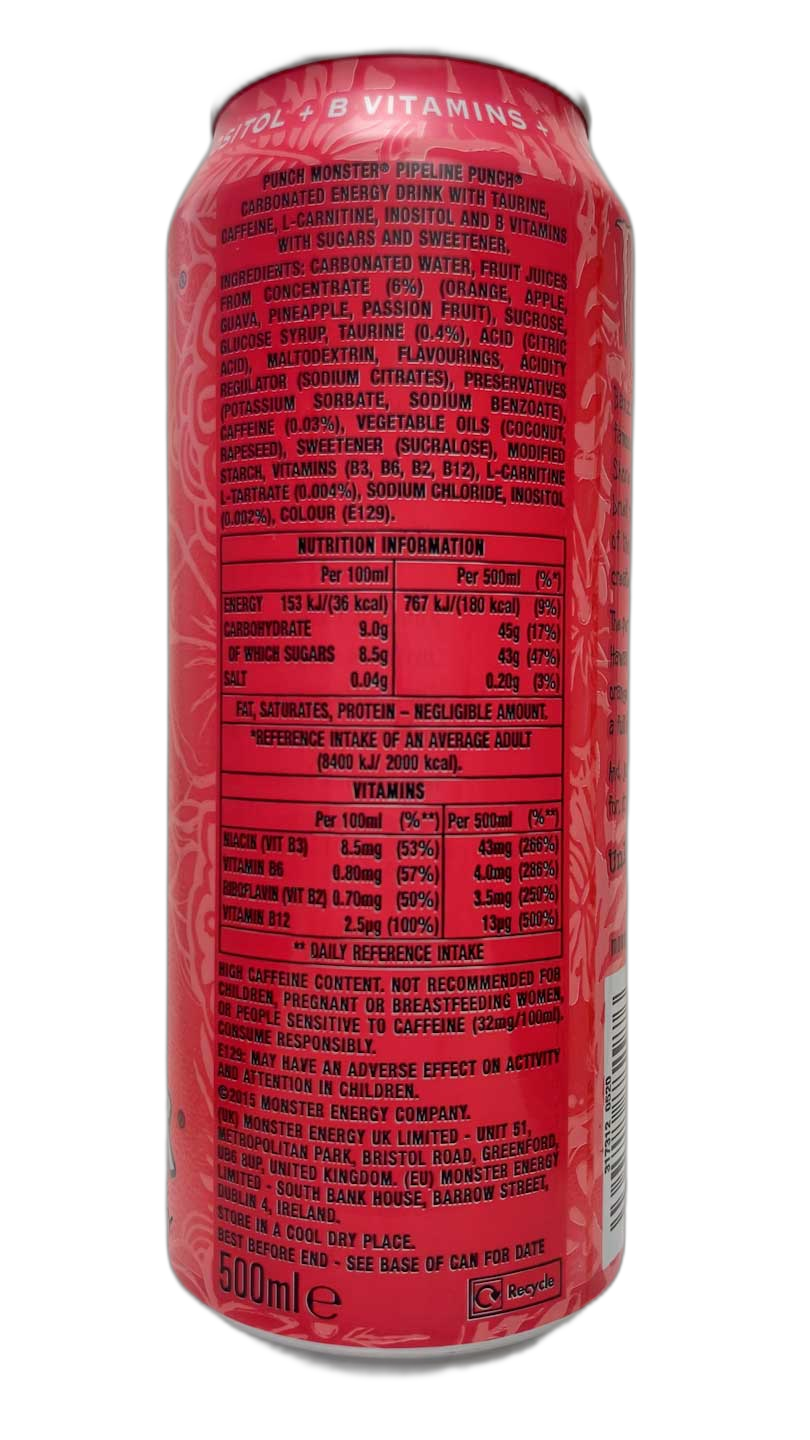 SITOL + B VITAMINS +
PUNCH MONSTER® PIPELINE PUNCH®
CARBONATED ENERGY DRINK WITH TAURINE,
CAFFEINE, L-CARNITINE, INOSITOL AND B VITAMINS
WITH SUGARS AND SWEETENER.
INGREDIENTS: CARBONATED WATER, FRUIT JUICES
FROM CONCENTRATE (6%) (ORANGE, APPLE,
GUAVA, PINEAPPLE, PASSION FRUIT), SUCROSE,
GLUCOSE SYRUP, TAURINE (0.4%), ACID (CITRIC
ACID), MALTODEXTRIN, FLAVOURINGS, ACIDITY
REGULATOR (SODIUM CITRATES), PRESERVATIVES
(POTASSIUM SORBATE, SODIUM BENZOATE),
CAFFEINE (0.03%), VEGETABLE OILS (COCONUT,
RAPESEED), SWEETENER (SUCRALOSE), MODIFIED
STARCH, VITAMINS (B3, B6, B2, B12), L-CARNITINE
L-TARTRATE (0.004%), SODIUM CHLORIDE, INOSITOL
(0.002%), COLOUR (E129).
NUTRITION INFORMATION
Per 100ml Per 500ml (%*)
ENERGY 153 kJ/(36 kcal) 767 kJ/(180 kcal) (9%)
CARBOHYDRATE 9.0g 45g (17%)
OF WHICH SUGARS 8.5g 43g (47%)
SALT 0.04g 0.20g (3%)
FAT, SATURATES, PROTEIN – NEGLIGIBLE AMOUNT.
*REFERENCE INTAKE OF AN AVERAGE ADULT
(8400 kJ/ 2000 kcal).
VITAMINS
Per 100ml (%**) Per 500ml (%**)
NIACIN (VIT B3) 8.5mg (53%) 43mg (266%)
VITAMIN B6 0.80mg (57%) 4.0mg (286%)
RIBOFLAVIN (VIT B2) 0.70mg (50%) 3.5mg (250%)
VITAMIN B12 2.5µg (100%) 13µg (500%)
** DAILY REFERENCE INTAKE
HIGH CAFFEINE CONTENT. NOT RECOMMENDED FOR
CHILDREN, PREGNANT OR BREASTFEEDING WOMEN,
OR PEOPLE SENSITIVE TO CAFFEINE (32mg/100ml).
CONSUME RESPONSIBLY.
E129: MAY HAVE AN ADVERSE EFFECT ON ACTIVITY
AND ATTENTION IN CHILDREN.
©2015 MONSTER ENERGY COMPANY.
(UK) MONSTER ENERGY UK LIMITED - UNIT 51,
METROPOLITAN PARK, BRISTOL ROAD, GREENFORD,
UB6 8UP, UNITED KINGDOM. (EU) MONSTER ENERGY
LIMITED - SOUTH BANK HOUSE, BARROW STREET,
DUBLIN 4, IRELAND.
STORE IN A COOL DRY PLACE.
BEST BEFORE END - SEE BASE OF CAN FOR DATE
500ml e
Recycle
317312 0520